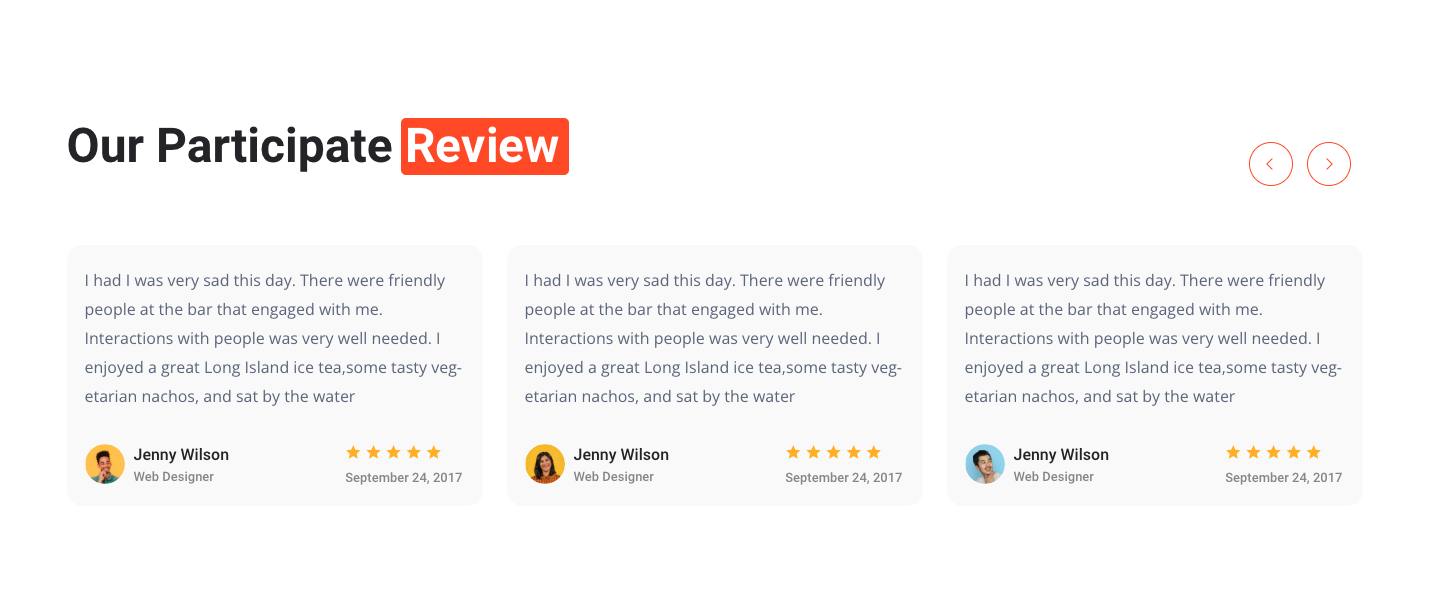 Our Participate Review
I had I was very sad this day. There were friendly
people at the bar that engaged with me.
Interactions with people was very well needed. I
enjoyed a great Long Island ice tea,some tasty veg-
etarian nachos, and sat by the water
Jenny Wilson
Web Designer
September 24, 2017
I had I was very sad this day. There were friendly
people at the bar that engaged with me.
Interactions with people was very well needed. I
enjoyed a great Long Island ice tea,some tasty veg-
etarian nachos, and sat by the water
Jenny Wilson
Web Designer
September 24, 2017
I had I was very sad this day. There were friendly
people at the bar that engaged with me.
Interactions with people was very well needed. I
enjoyed a great Long Island ice tea,some tasty veg-
etarian nachos, and sat by the water
Jenny Wilson
Web Designer
September 24, 2017